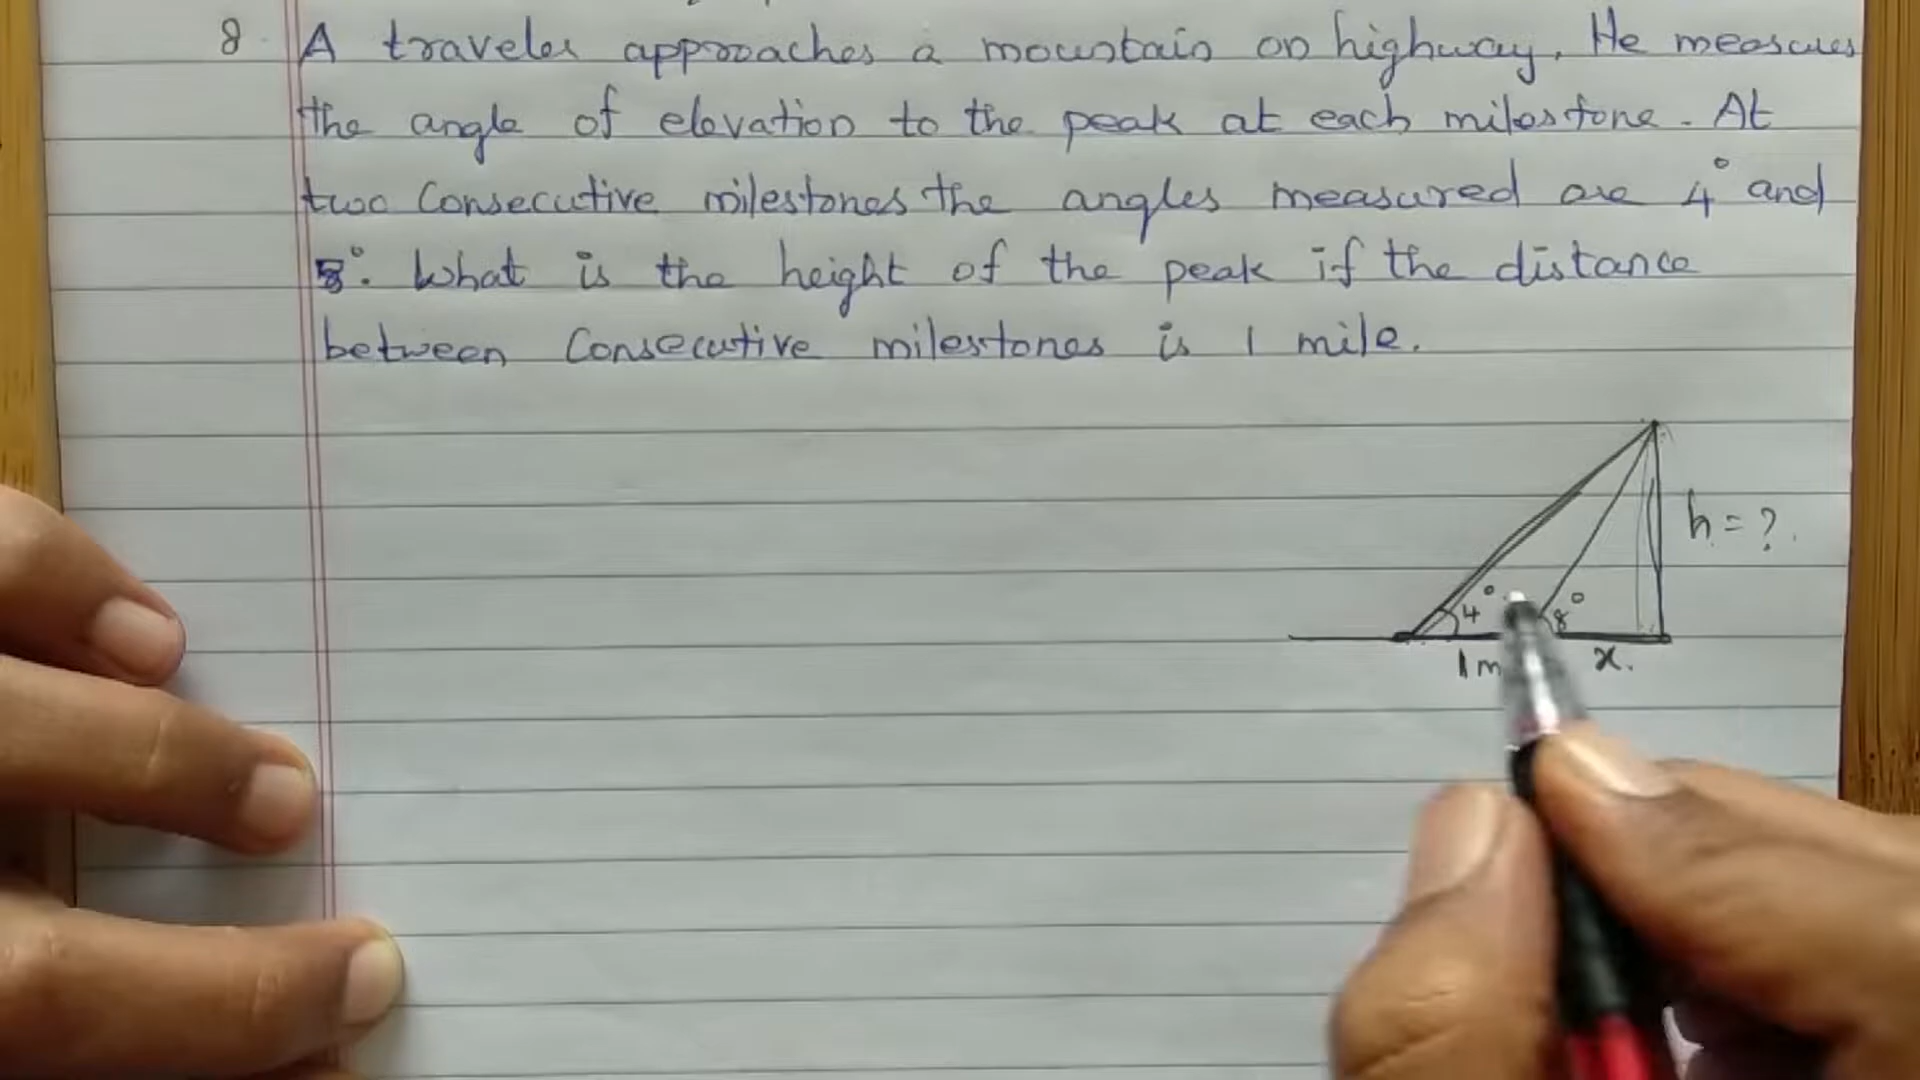 8. A traveler approaches a mountain on highway. He measures
the angle of elevation to the peak at each milestone. At
two Consecutive milestones the angles measured are 4° and
8°. What is the height of the peak if the distance
between Consecutive milestones is 1 mile.
h = ?
4° 8°
1 m x.